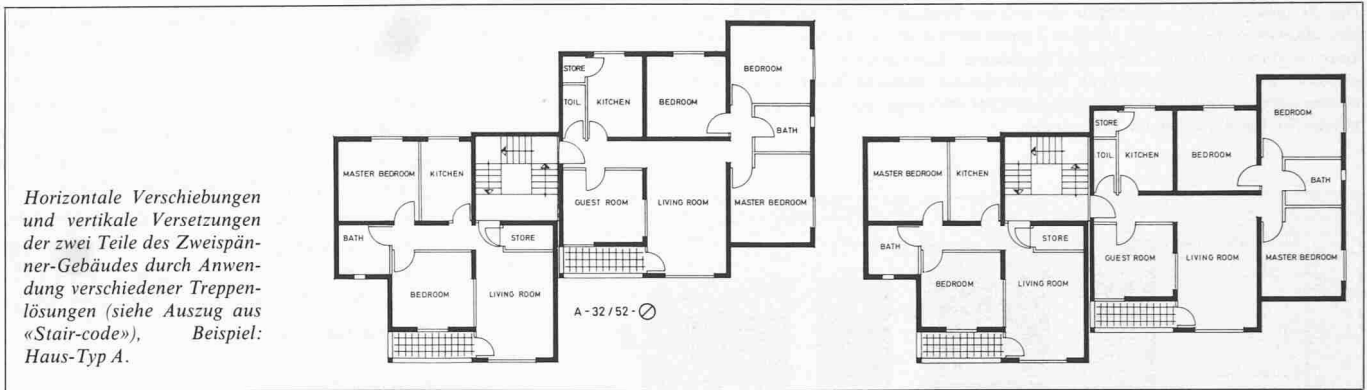 Horizontale Verschiebungen
und vertikale Versetzungen
der zwei Teile des Zweispän-
ner-Gebäudes durch Anwen-
dung verschiedener Treppen-
lösungen (siehe Auszug aus
«Stair-code»), Beispiel:
Haus-Typ A.
STORE
TOIL.
KITCHEN
BEDROOM
BEDROOM
BATH
MASTER BEDROOM
KITCHEN
GUEST ROOM
LIVING ROOM
MASTER BEDROOM
BATH
STORE
BEDROOM
LIVING ROOM
A - 32 / 52 -
STORE
TOIL.
KITCHEN
BEDROOM
BEDROOM
BATH
MASTER BEDROOM
KITCHEN
GUEST ROOM
LIVING ROOM
MASTER BEDROOM
BATH
STORE
BEDROOM
LIVING ROOM